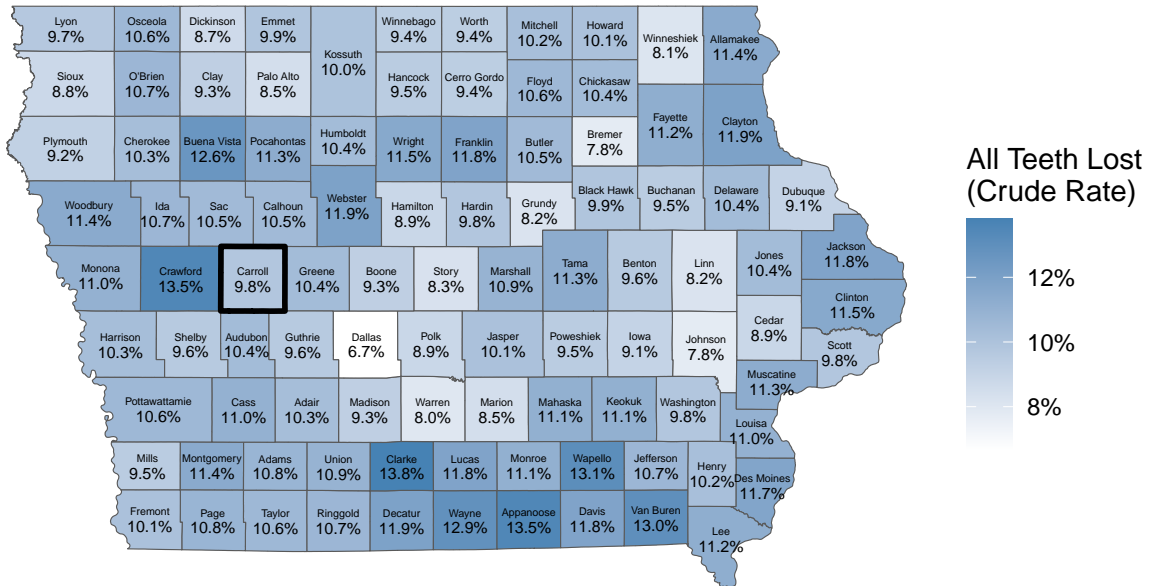 Lyon
9.7%
Osceola
10.6%
Dickinson
8.7%
Emmet
9.9%
Winnebago
9.4%
Worth
9.4%
Mitchell
10.2%
Howard
10.1%
Winneshiek
8.1%
Allamakee
11.4%
Kossuth
10.0%
Sioux
8.8%
O'Brien
10.7%
Clay
9.3%
Palo Alto
8.5%
Hancock
9.5%
Cerro Gordo
9.4%
Floyd
10.6%
Chickasaw
10.4%
Fayette
11.2%
Clayton
11.9%
Plymouth
9.2%
Cherokee
10.3%
Buena Vista
12.6%
Pocahontas
11.3%
Humboldt
10.4%
Wright
11.5%
Franklin
11.8%
Butler
10.5%
Bremer
7.8%
Woodbury
11.4%
Ida
10.7%
Sac
10.5%
Calhoun
10.5%
Webster
11.9%
Hamilton
8.9%
Hardin
9.8%
Grundy
8.2%
Black Hawk
9.9%
Buchanan
9.5%
Delaware
10.4%
Dubuque
9.1%
Monona
11.0%
Crawford
13.5%
Carroll
9.8%
Greene
10.4%
Boone
9.3%
Story
8.3%
Marshall
10.9%
Tama
11.3%
Benton
9.6%
Linn
8.2%
Jones
10.4%
Jackson
11.8%
Clinton
11.5%
Harrison
10.3%
Shelby
9.6%
Audubon
10.4%
Guthrie
9.6%
Dallas
6.7%
Polk
8.9%
Jasper
10.1%
Poweshiek
9.5%
Iowa
9.1%
Johnson
7.8%
Cedar
8.9%
Scott
9.8%
Muscatine
11.3%
Pottawattamie
10.6%
Cass
11.0%
Adair
10.3%
Madison
9.3%
Warren
8.0%
Marion
8.5%
Mahaska
11.1%
Keokuk
11.1%
Washington
9.8%
Louisa
11.0%
Mills
9.5%
Montgomery
11.4%
Adams
10.8%
Union
10.9%
Clarke
13.8%
Lucas
11.8%
Monroe
11.1%
Wapello
13.1%
Jefferson
10.7%
Henry
10.2%
Des Moines
11.7%
Fremont
10.1%
Page
10.8%
Taylor
10.6%
Ringgold
10.7%
Decatur
11.9%
Wayne
12.9%
Appanoose
13.5%
Davis
11.8%
Van Buren
13.0%
Lee
11.2%
All Teeth Lost
(Crude Rate)
12%
10%
8%